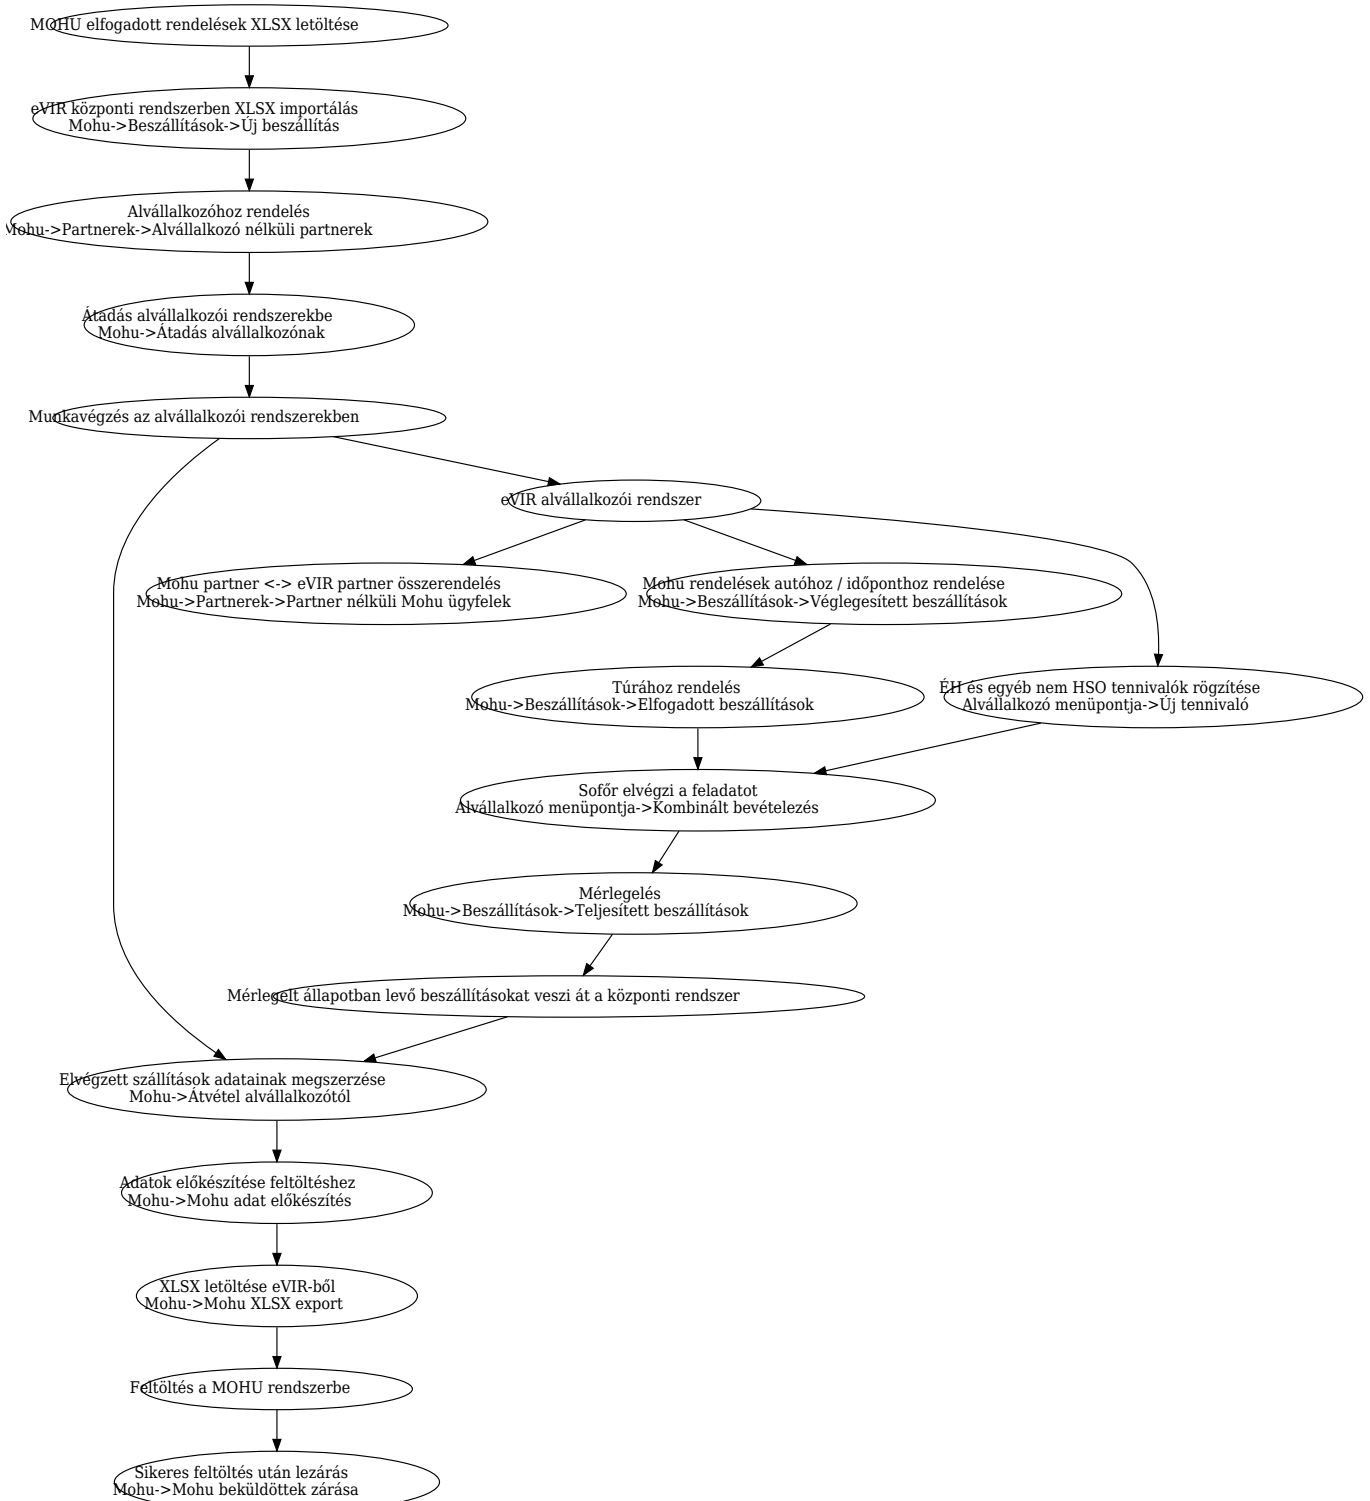 MOHU elfogadott rendelések XLSX letöltése
eVIR központi rendszerben XLSX importálás
Mohu->Beszállítások->Új beszállítás
Alvállalkozóhoz rendelés
Mohu->Partnerek->Alvállalkozó nélküli partnerek
Átadás alvállalkozói rendszerekbe
Mohu->Átadás alvállalkozónak
Munkavégzés az alvállalkozói rendszerekben
eVIR alvállalkozói rendszer
Mohu partner <-> eVIR partner összerendelés
Mohu->Partnerek->Partner nélküli Mohu ügyfelek
Mohu rendelések autóhoz / időponthoz rendelése
Mohu->Beszállítások->Véglegesített beszállítások
Túrához rendelés
Mohu->Beszállítások->Elfogadott beszállítások
ÉH és egyéb nem HSO tennivalók rögzítése
Alvállalkozó menüpontja->Új tennivaló
Sofőr elvégzi a feladatot
Alvállalkozó menüpontja->Kombinált bevételezés
Mérlegelés
Mohu->Beszállítások->Teljesített beszállítások
Mérlegelt állapotban levő beszállításokat veszi át a központi rendszer
Elvégzett szállítások adatainak megszerzése
Mohu->Átvétel alvállalkozótól
Adatok előkészítése feltöltéshez
Mohu->Mohu adat előkészítés
XLSX letöltése eVIR-ből
Mohu->Mohu XLSX export
Feltöltés a MOHU rendszerbe
Sikeres feltöltés után lezárás
Mohu->Mohu beküldöttek zárása